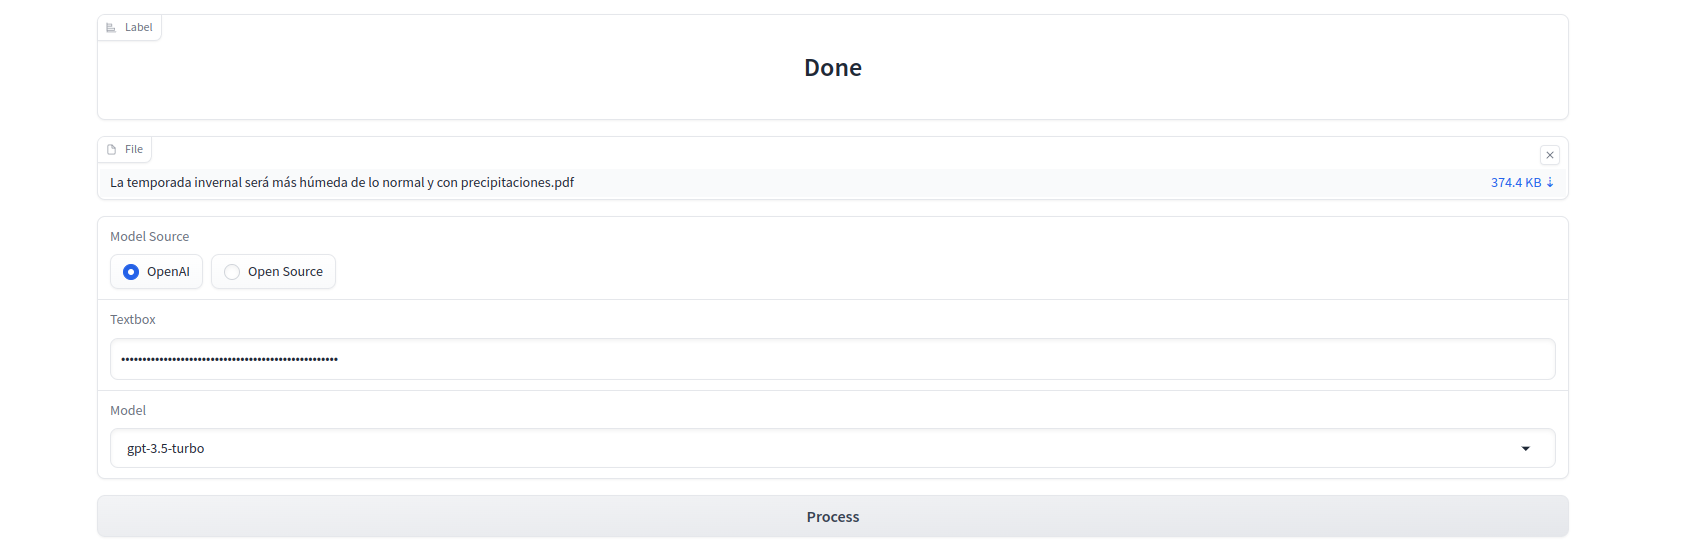 Label
Done
File
La temporada invernal será más húmeda de lo normal y con precipitaciones.pdf
374.4 KB ⇣
Model Source
OpenAI
Open Source
Textbox
•••••••••••••••••••••••••••••••••••••••••••••••••••
Model
gpt-3.5-turbo
Process